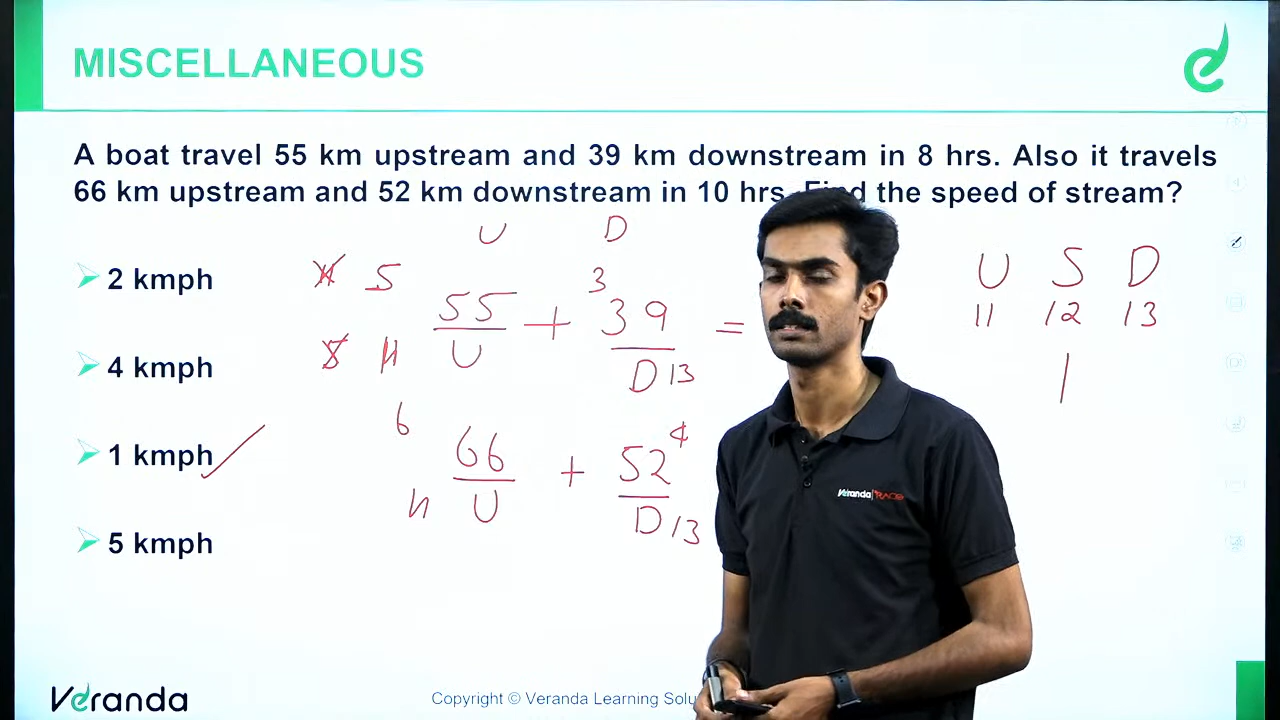 MISCELLANEOUS
A boat travel 55 km upstream and 39 km downstream in 8 hrs. Also it travels
66 km upstream and 52 km downstream in 10 hrs. Find the speed of stream?
U D
U S D
11 12 13
1
2 kmph
4 kmph
1 kmph
5 kmph
5 55 + 3 39 =
U D 13
11
6 66 + 52 4
11 U D 13
Veranda RACE
Veranda
Copyright © Veranda Learning Solu